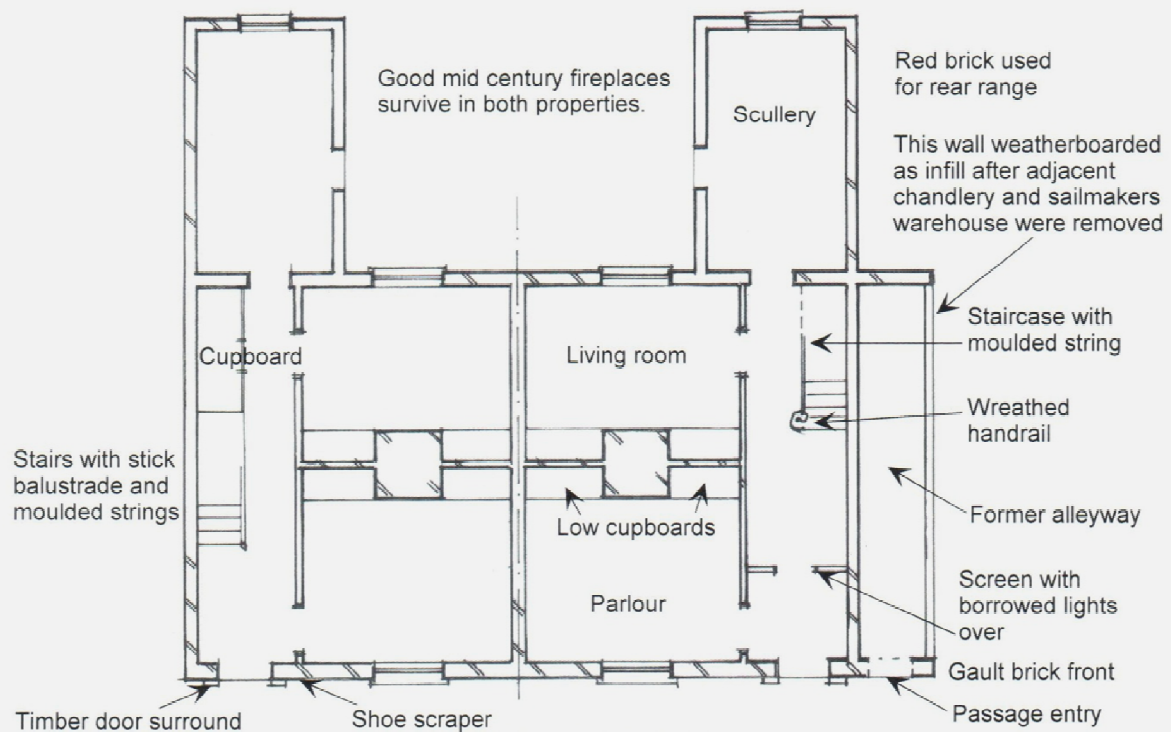 Good mid century fireplaces
survive in both properties.
Red brick used
for rear range
Scullery
This wall weatherboarded
as infill after adjacent
chandlery and sailmakers
warehouse were removed
Staircase with
moulded string
Cupboard
Living room
Wreathed
handrail
Stairs with stick
balustrade and
moulded strings
Low cupboards
Former alleyway
Parlour
Screen with
borrowed lights
over
Gault brick front
Timber door surround
Shoe scraper
Passage entry